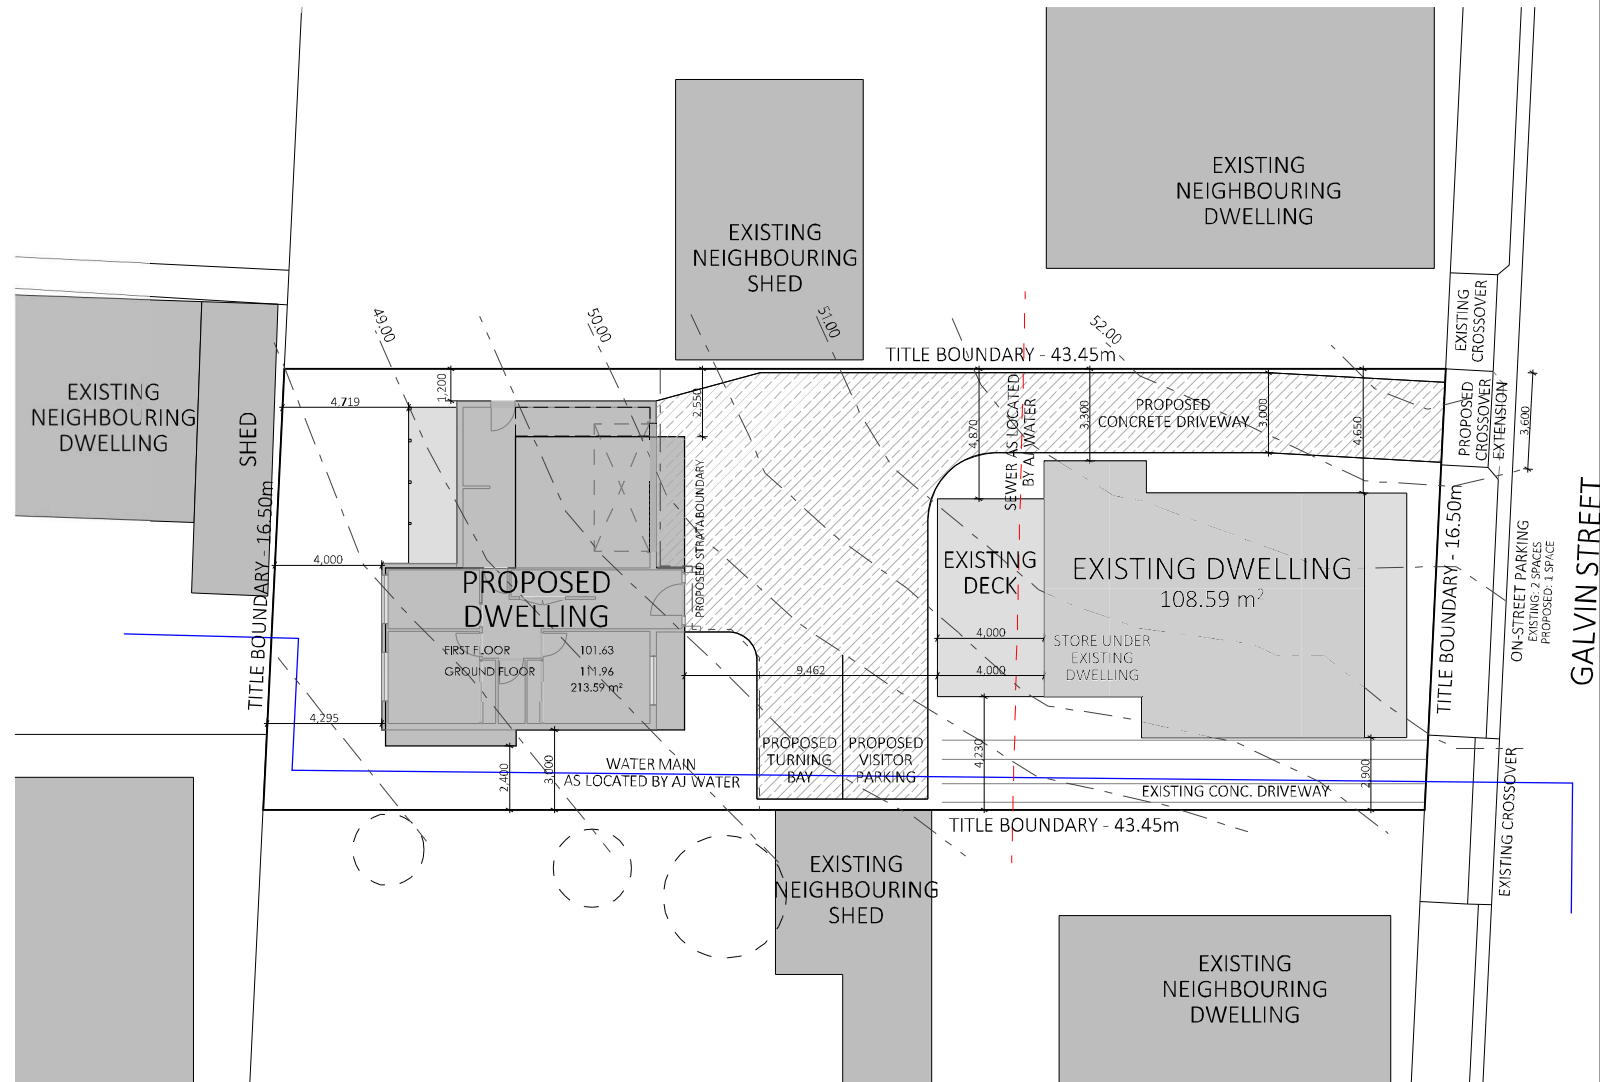 EXISTING
NEIGHBOURING
DWELLING
EXISTING
NEIGHBOURING
SHED
EXISTING
CROSSOVER
49.00
50.00
51.00
52.00
TITLE BOUNDARY - 43.45m
EXISTING
NEIGHBOURING
DWELLING
SHED
4,719
1,200
2,550
4,870
SEWER AS LOCATED
BY AJ WATER
3,300
PROPOSED
CONCRETE DRIVEWAY
3,000
4,650
PROPOSED
CROSSOVER
EXTENSION
3,600
TITLE BOUNDARY - 16.50m
4,000
PROPOSED
DWELLING
PROPOSED STRATA BOUNDARY
FIRST FLOOR 101.63
GROUND FLOOR 111.96
213.59 m²
EXISTING
DECK
EXISTING DWELLING
108.59 m²
4,000
STORE UNDER
EXISTING
DWELLING
9,462
4,000
TITLE BOUNDARY - 16.50m
ON-STREET PARKING
EXISTING: 2 SPACES
PROPOSED: 1 SPACE
GALVIN STREET
4,295
2,400
3,000
WATER MAIN
AS LOCATED BY AJ WATER
PROPOSED
TURNING
BAY
PROPOSED
VISITOR
PARKING
4,230
EXISTING CONC. DRIVEWAY
2,900
EXISTING CROSSOVER
TITLE BOUNDARY - 43.45m
EXISTING
NEIGHBOURING
SHED
EXISTING
NEIGHBOURING
DWELLING